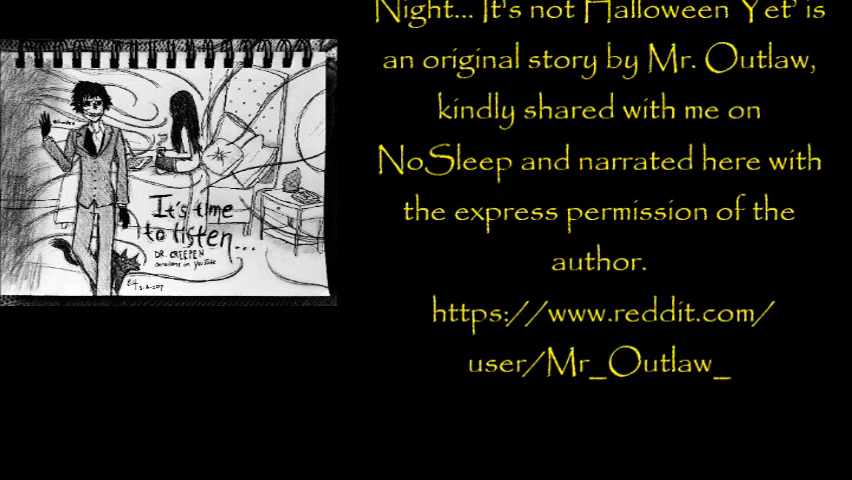 Night... It's not Halloween Yet' is
an original story by Mr. Outlaw,
kindly shared with me on
NoSleep and narrated here with
the express permission of the
author.
https://www.reddit.com/
user/Mr_Outlaw_
It's time
to listen...
DR. CREEPEN